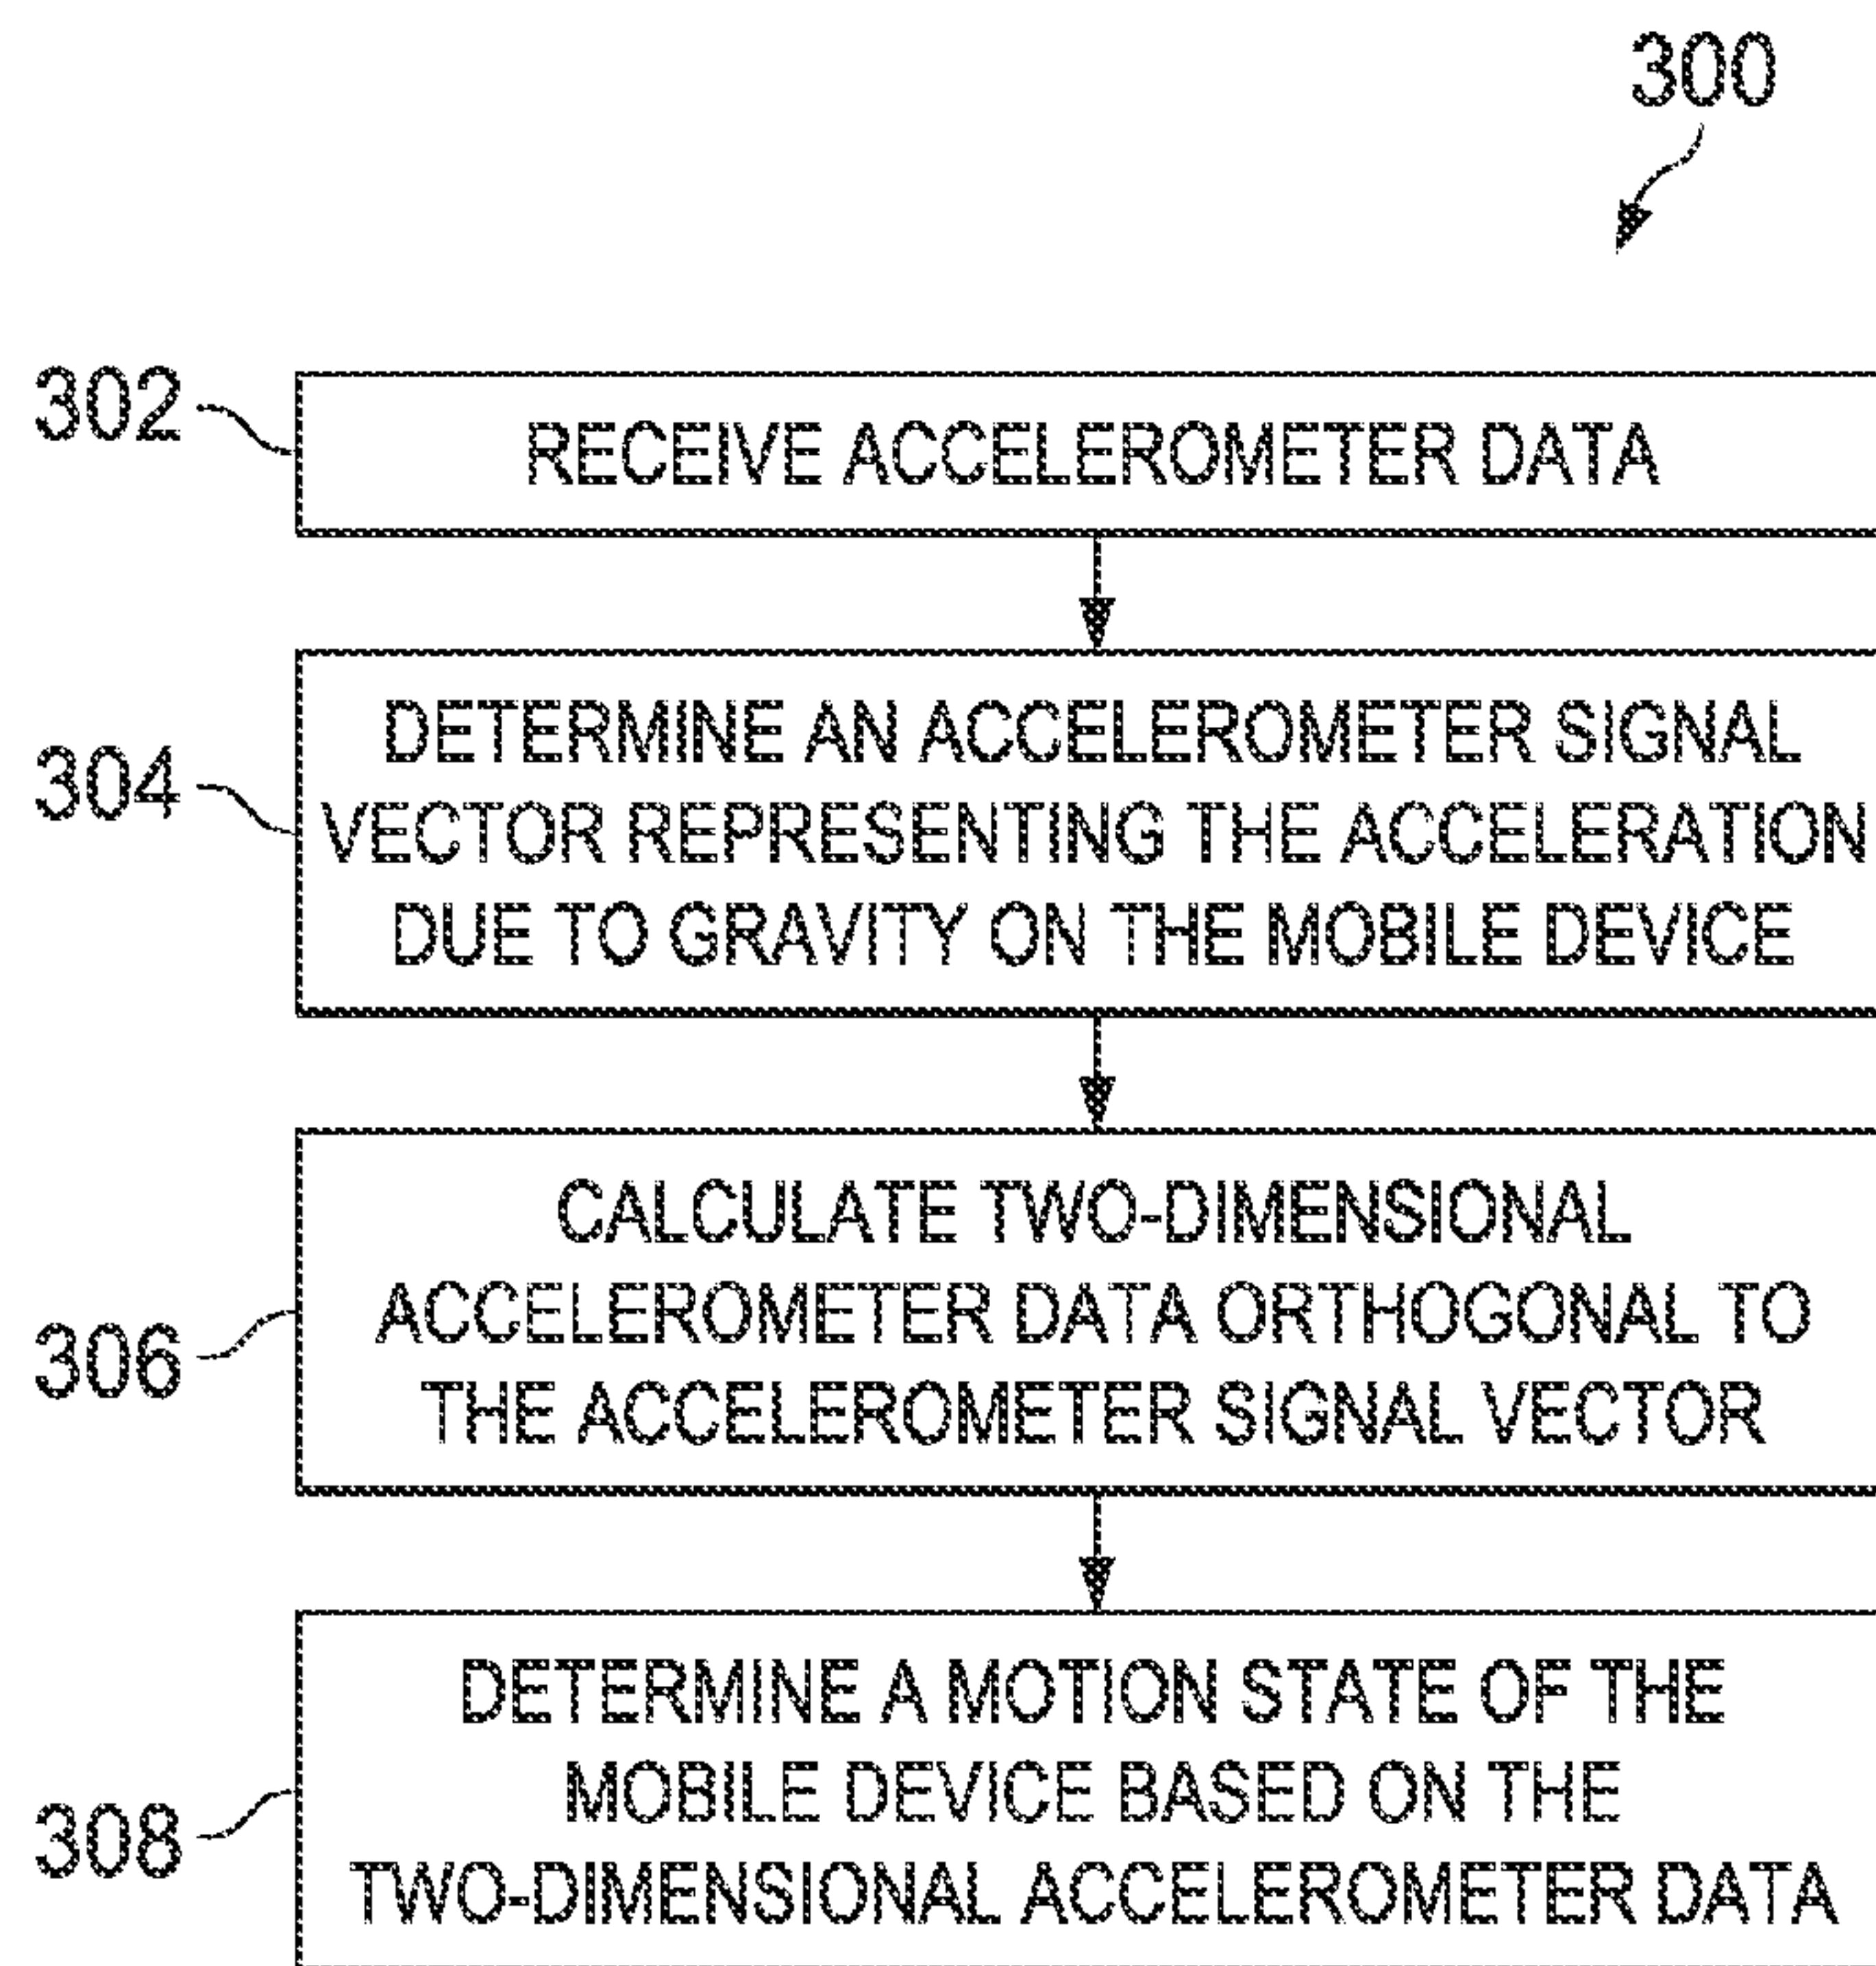 300
302
RECEIVE ACCELEROMETER DATA
304
DETERMINE AN ACCELEROMETER SIGNAL
VECTOR REPRESENTING THE ACCELERATION
DUE TO GRAVITY ON THE MOBILE DEVICE
306
CALCULATE TWO-DIMENSIONAL
ACCELEROMETER DATA ORTHOGONAL TO
THE ACCELEROMETER SIGNAL VECTOR
308
DETERMINE A MOTION STATE OF THE
MOBILE DEVICE BASED ON THE
TWO-DIMENSIONAL ACCELEROMETER DATA